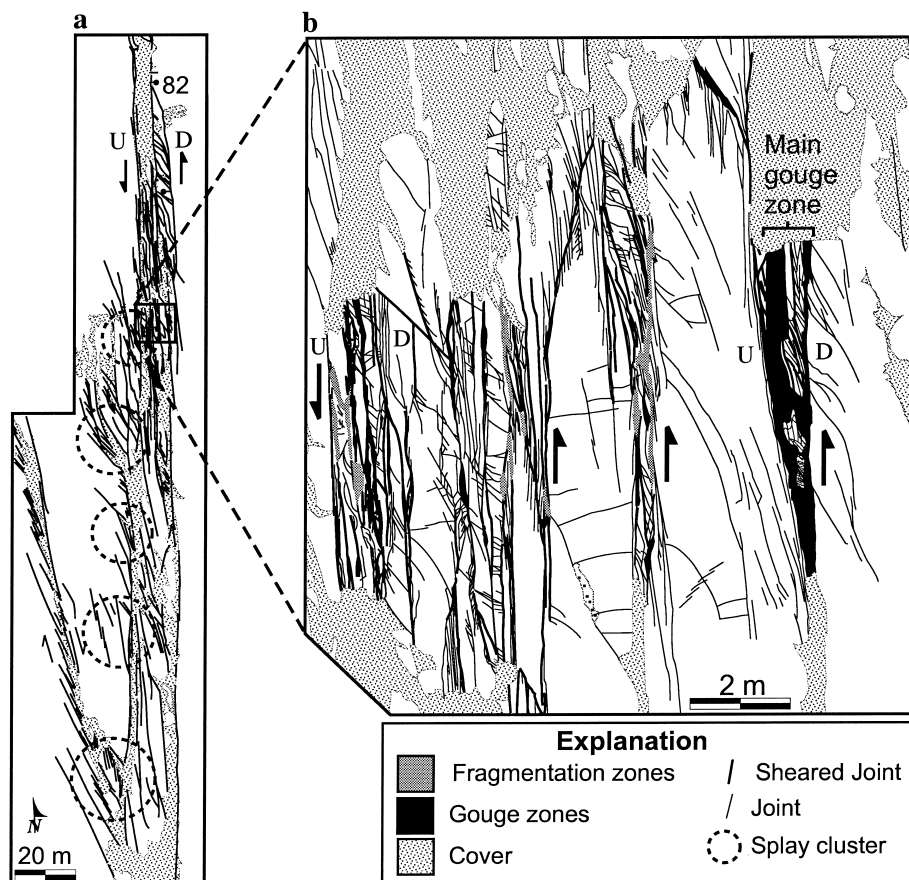 a
82
U
D
N
20 m
b
Main
gouge
zone
U
D
U
D
2 m
Explanation
Fragmentation zones
Gouge zones
Cover
Sheared Joint
Joint
Splay cluster